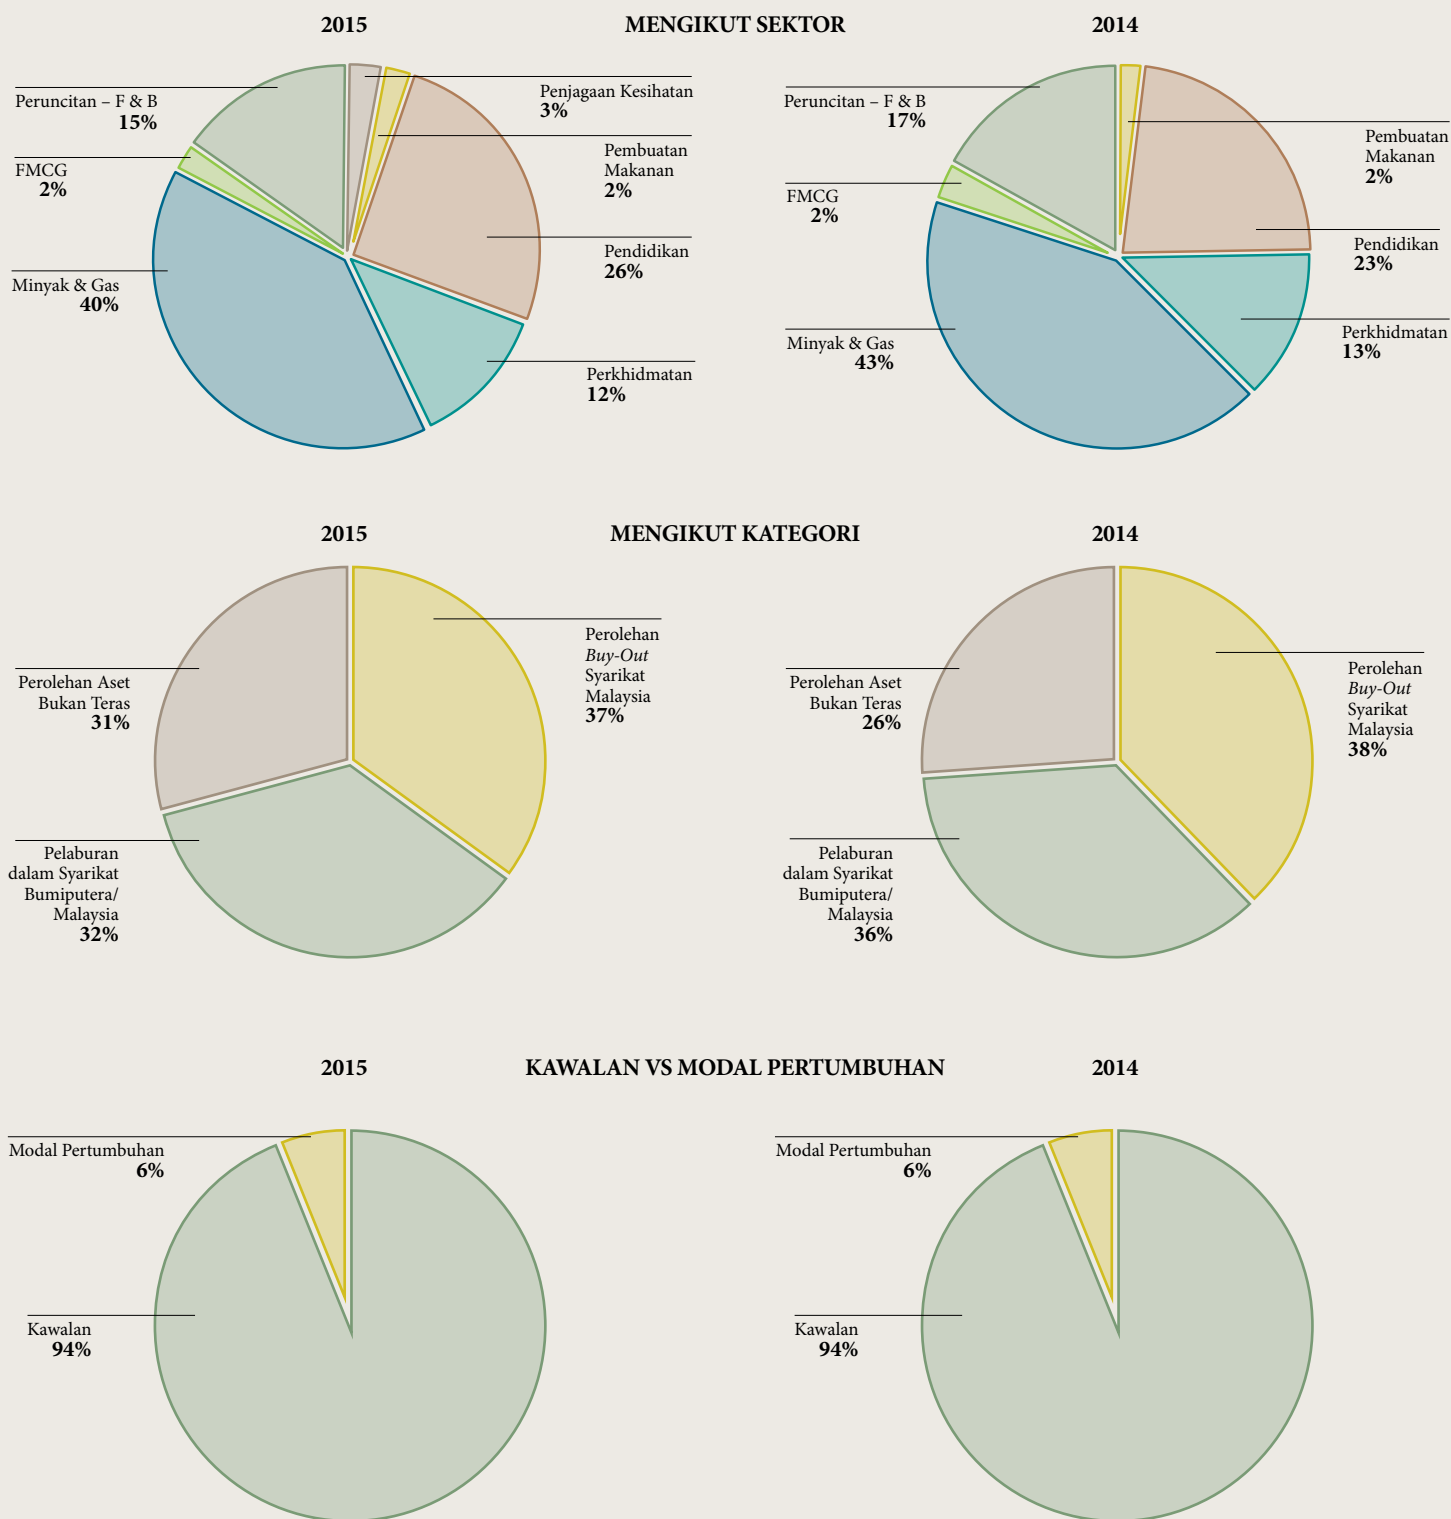 2015
MENGIKUT SEKTOR
2014
Peruncitan – F & B
15%
FMCG
2%
Minyak & Gas
40%
Penjagaan Kesihatan
3%
Pembuatan
Makanan
2%
Pendidikan
26%
Perkhidmatan
12%
Peruncitan – F & B
17%
FMCG
2%
Minyak & Gas
43%
Pembuatan
Makanan
2%
Pendidikan
23%
Perkhidmatan
13%
2015
MENGIKUT KATEGORI
2014
Perolehan Aset
Bukan Teras
31%
Pelaburan
dalam Syarikat
Bumiputera/
Malaysia
32%
Perolehan
Buy-Out
Syarikat
Malaysia
37%
Perolehan Aset
Bukan Teras
26%
Pelaburan
dalam Syarikat
Bumiputera/
Malaysia
36%
Perolehan
Buy-Out
Syarikat
Malaysia
38%
2015
KAWALAN VS MODAL PERTUMBUHAN
2014
Modal Pertumbuhan
6%
Kawalan
94%
Modal Pertumbuhan
6%
Kawalan
94%